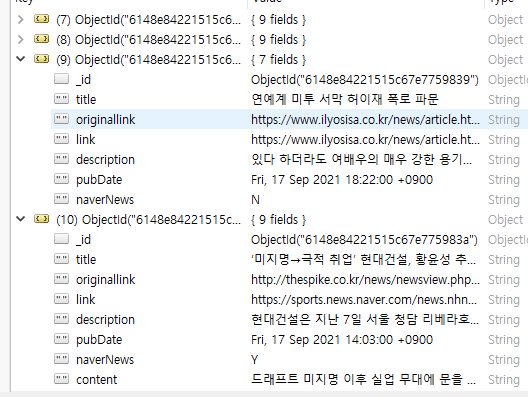 Key Value Type
(7) ObjectId("6148e84221515c6... { 9 fields } Object
(8) ObjectId("6148e84221515c6... { 9 fields } Object
(9) ObjectId("6148e84221515c6... { 7 fields } Object
_id ObjectId("6148e84221515c67e7759839") ObjectId
title 연예계 미투 서막 허이재 폭로 파문 String
originallink https://www.ilyosisa.co.kr/news/article.ht... String
link https://www.ilyosisa.co.kr/news/article.ht... String
description 있다 하더라도 여배우의 매우 강한 용기... String
pubDate Fri, 17 Sep 2021 18:22:00 +0900 String
naverNews N String
(10) ObjectId("6148e84221515c... { 9 fields } Object
_id ObjectId("6148e84221515c67e775983a") ObjectId
title ‘미지명→극적 취업’ 현대건설, 황윤성 추... String
originallink http://thespike.co.kr/news/newsview.php... String
link https://sports.news.naver.com/news.nhn... String
description 현대건설은 지난 7일 서울 청담 리베라호... String
pubDate Fri, 17 Sep 2021 14:03:00 +0900 String
naverNews Y String
content 드래프트 미지명 이후 실업 무대에 문을 ... String